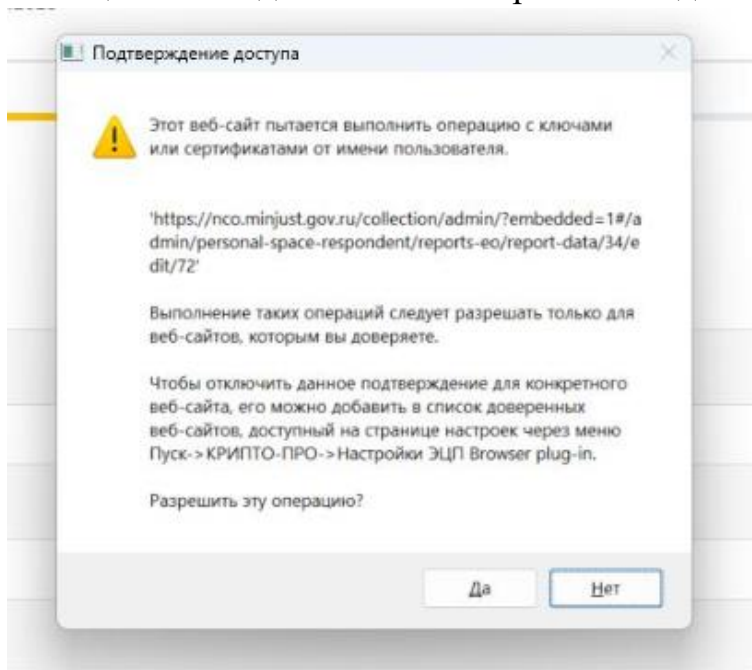 Подтверждение доступа
Этот веб-сайт пытается выполнить операцию с ключами
или сертификатами от имени пользователя.
'https://nco.minjust.gov.ru/collection/admin/?embedded=1#/a
dmin/personal-space-respondent/reports-eo/report-data/34/e
dit/72'
Выполнение таких операций следует разрешать только для
веб-сайтов, которым вы доверяете.
Чтобы отключить данное подтверждение для конкретного
веб-сайта, его можно добавить в список доверенных
веб-сайтов, доступный на странице настроек через меню
Пуск->КРИПТО-ПРО->Настройки ЭЦП Browser plug-in.
Разрешить эту операцию?
Да
Нет